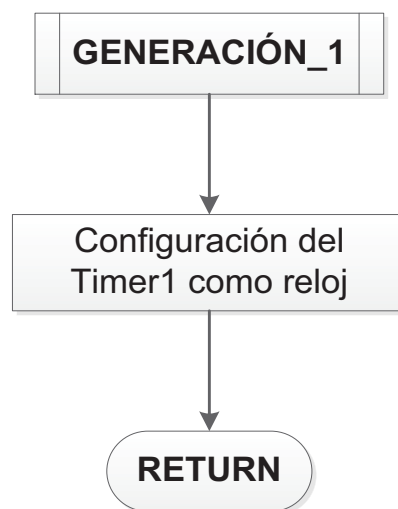 GENERACIÓN_1
Configuración del
Timer1 como reloj
RETURN